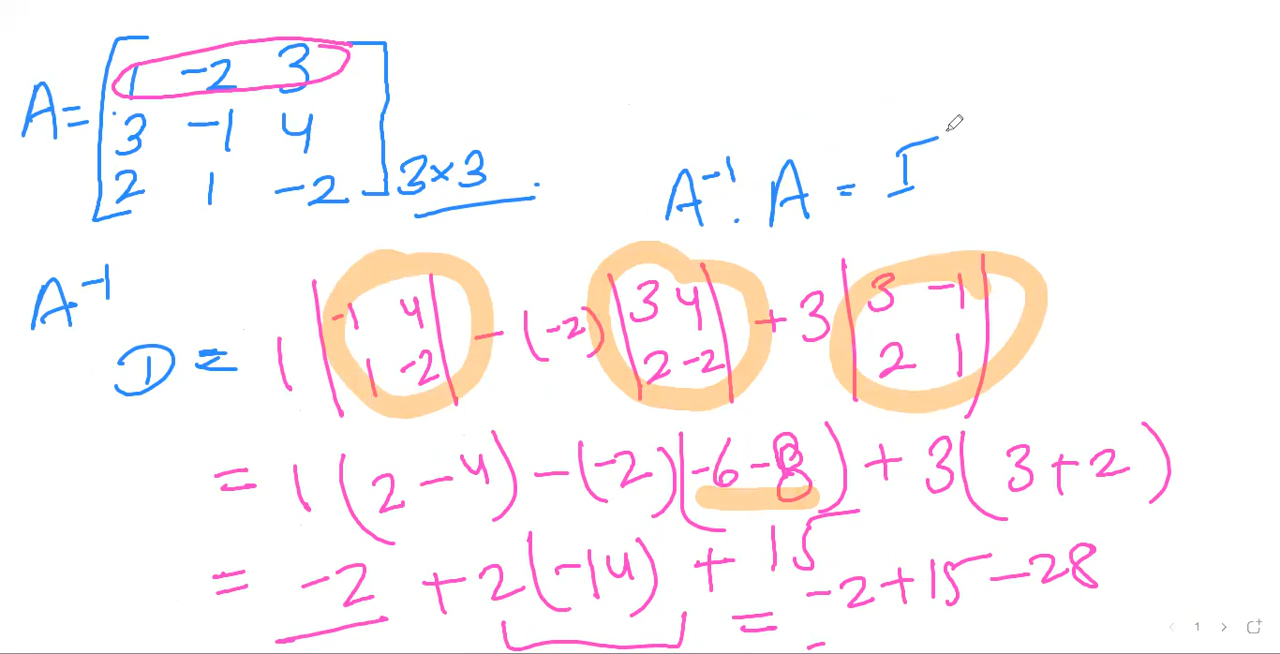 A = [ 1 -2 3
3 -1 4
2 1 -2 ] 3×3
A⁻¹ . A = I
A⁻¹
D = 1 | -1 4 | - (-2) | 3 4 | + 3 | 3 -1 |
| 1 -2 | | 2 -2 | | 2 1 |
= 1 (2 - 4) - (-2) (-6 - 8) + 3 (3 + 2)
= -2 + 2(-14) + 15
= -2 + 15 - 28
1